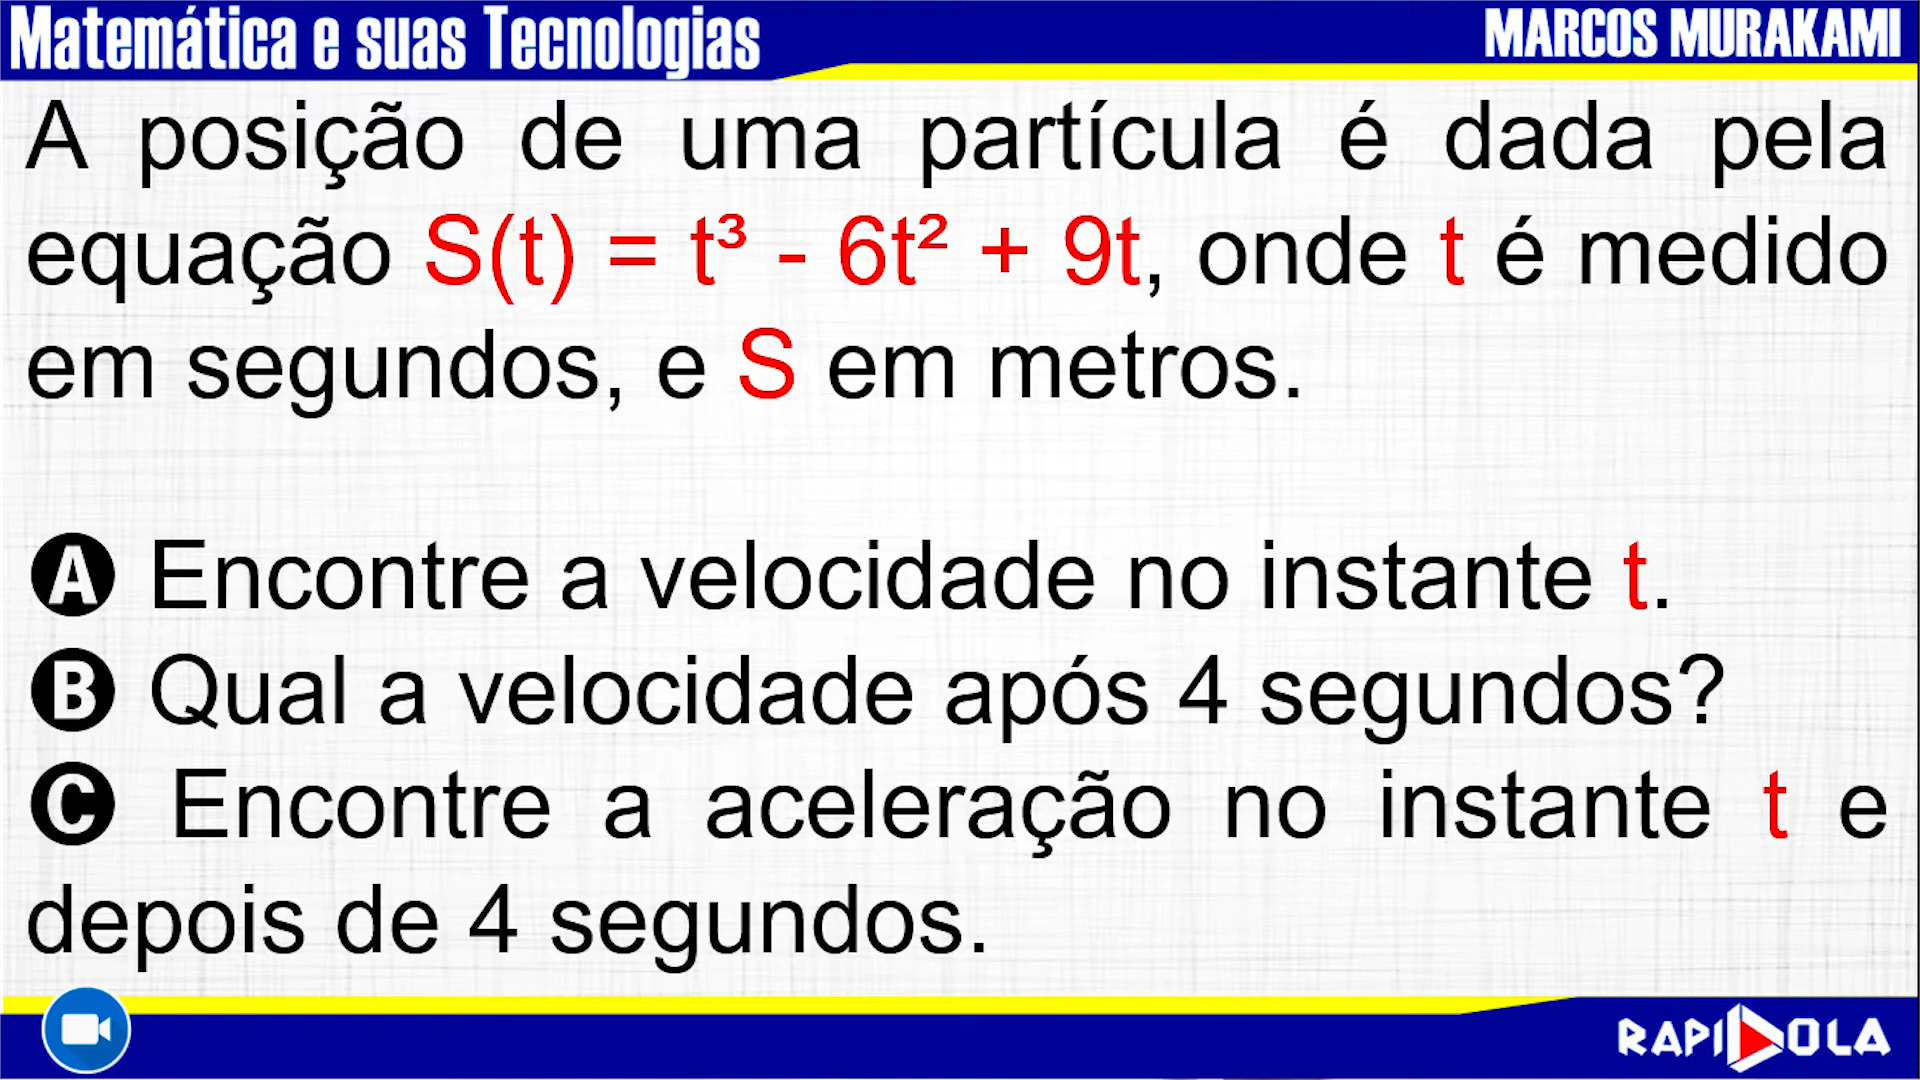 Matemática e suas Tecnologias
MARCOS MURAKAMI
A posição de uma partícula é dada pela
equação S(t) = t³ - 6t² + 9t, onde t é medido
em segundos, e S em metros.
A Encontre a velocidade no instante t.
B Qual a velocidade após 4 segundos?
C Encontre a aceleração no instante t e
depois de 4 segundos.
RAPIDOLA